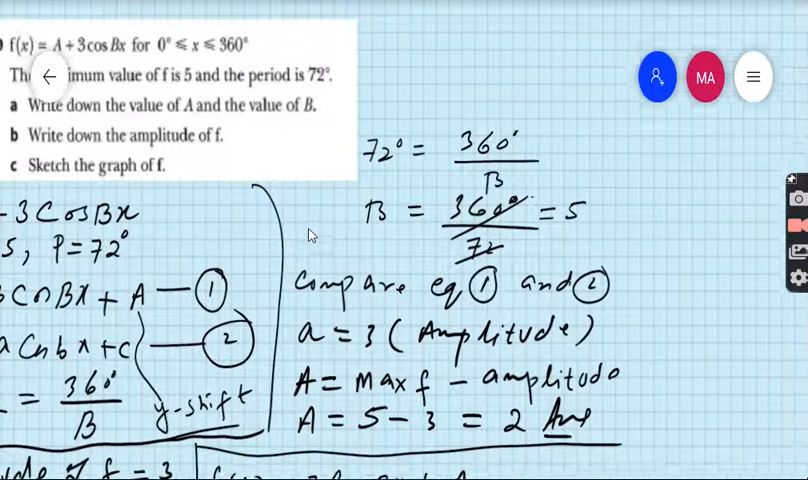 f(x) = A + 3 cos Bx for 0° ⩽ x ⩽ 360°
Th imum value of f is 5 and the period is 72°.
a Write down the value of A and the value of B.
b Write down the amplitude of f.
c Sketch the graph of f.
MA
- 3 Cos Bx
5, P = 72°
Cos Bx + A — ①
a Cos bx + c — ②
= 360° / B
y-shift
72° = 360° / B
B = 360° / 72 = 5
Compare eq ① and ②
a = 3 (Amplitude)
A = max f - amplitude
A = 5 - 3 = 2 Ans
of f = 3